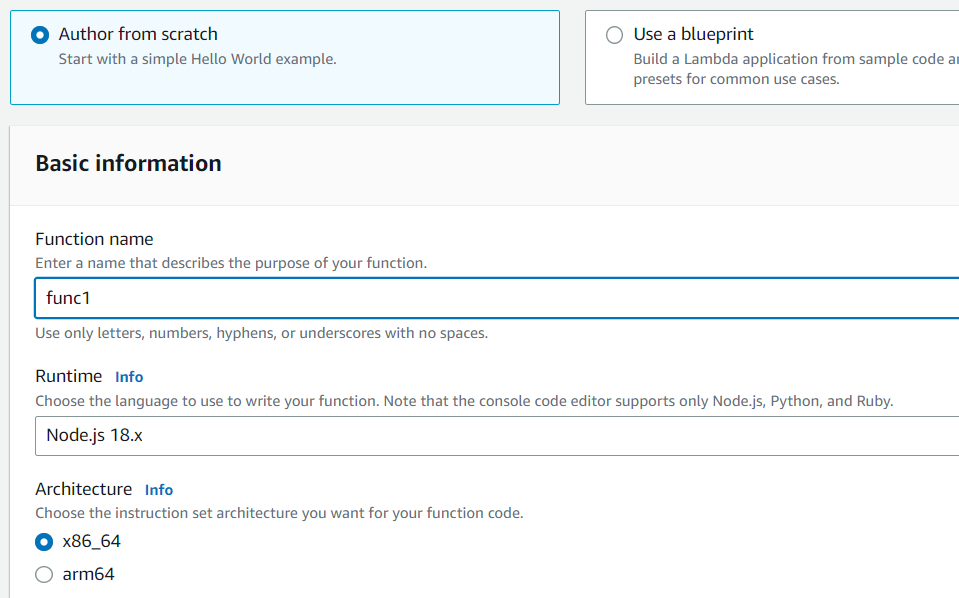 Author from scratch
Start with a simple Hello World example.
Use a blueprint
Build a Lambda application from sample code
presets for common use cases.
Basic information
Function name
Enter a name that describes the purpose of your function.
func1
Use only letters, numbers, hyphens, or underscores with no spaces.
Runtime Info
Choose the language to use to write your function. Note that the console code editor supports only Node.js, Python, and Ruby.
Node.js 18.x
Architecture Info
Choose the instruction set architecture you want for your function code.
x86_64
arm64